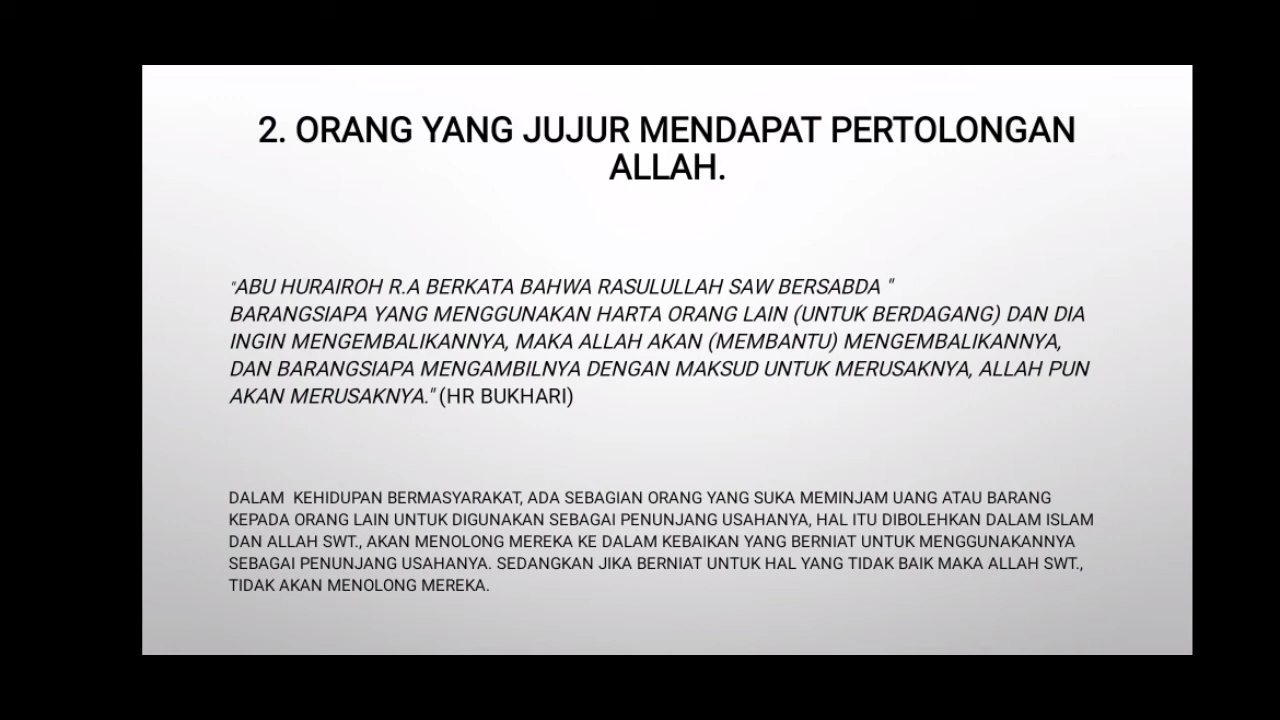 2. ORANG YANG JUJUR MENDAPAT PERTOLONGAN
ALLAH.
"ABU HURAIROH R.A BERKATA BAHWA RASULULLAH SAW BERSABDA "
BARANGSIAPA YANG MENGGUNAKAN HARTA ORANG LAIN (UNTUK BERDAGANG) DAN DIA
INGIN MENGEMBALIKANNYA, MAKA ALLAH AKAN (MEMBANTU) MENGEMBALIKANNYA,
DAN BARANGSIAPA MENGAMBILNYA DENGAN MAKSUD UNTUK MERUSAKNYA, ALLAH PUN
AKAN MERUSAKNYA." (HR BUKHARI)
DALAM  KEHIDUPAN BERMASYARAKAT, ADA SEBAGIAN ORANG YANG SUKA MEMINJAM UANG ATAU BARANG
KEPADA ORANG LAIN UNTUK DIGUNAKAN SEBAGAI PENUNJANG USAHANYA, HAL ITU DIBOLEHKAN DALAM ISLAM
DAN ALLAH SWT., AKAN MENOLONG MEREKA KE DALAM KEBAIKAN YANG BERNIAT UNTUK MENGGUNAKANNYA
SEBAGAI PENUNJANG USAHANYA. SEDANGKAN JIKA BERNIAT UNTUK HAL YANG TIDAK BAIK MAKA ALLAH SWT.,
TIDAK AKAN MENOLONG MEREKA.